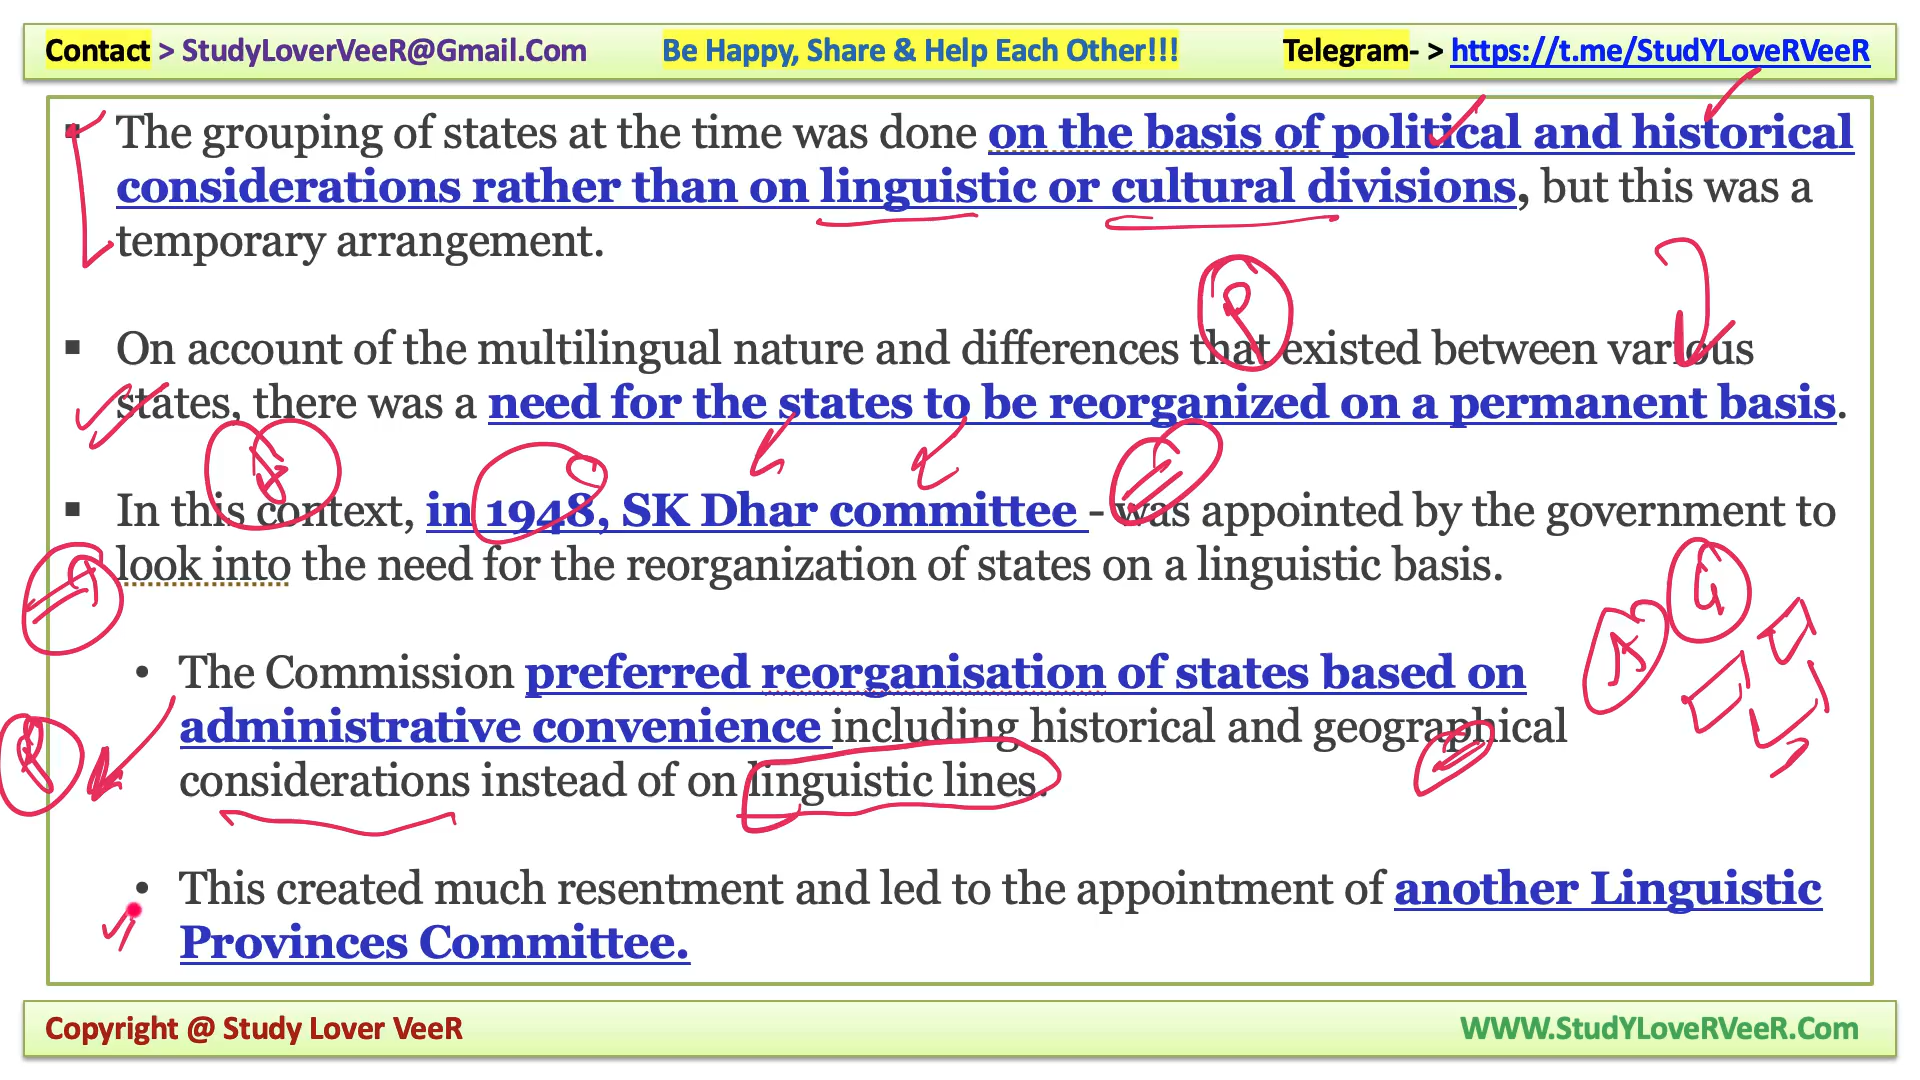 Contact > StudyLoverVeeR@Gmail.Com Be Happy, Share & Help Each Other!!! Telegram- > https://t.me/StudYLoveRVeeR
▪ The grouping of states at the time was done on the basis of political and historical
considerations rather than on linguistic or cultural divisions, but this was a
temporary arrangement.
▪ On account of the multilingual nature and differences that existed between various
states, there was a need for the states to be reorganized on a permanent basis.
▪ In this context, in 1948, SK Dhar committee - was appointed by the government to
look into the need for the reorganization of states on a linguistic basis.
• The Commission preferred reorganisation of states based on
administrative convenience including historical and geographical
considerations instead of on linguistic lines.
• This created much resentment and led to the appointment of another Linguistic
Provinces Committee.
Copyright @ Study Lover VeeR WWW.StudYLoveRVeeR.Com